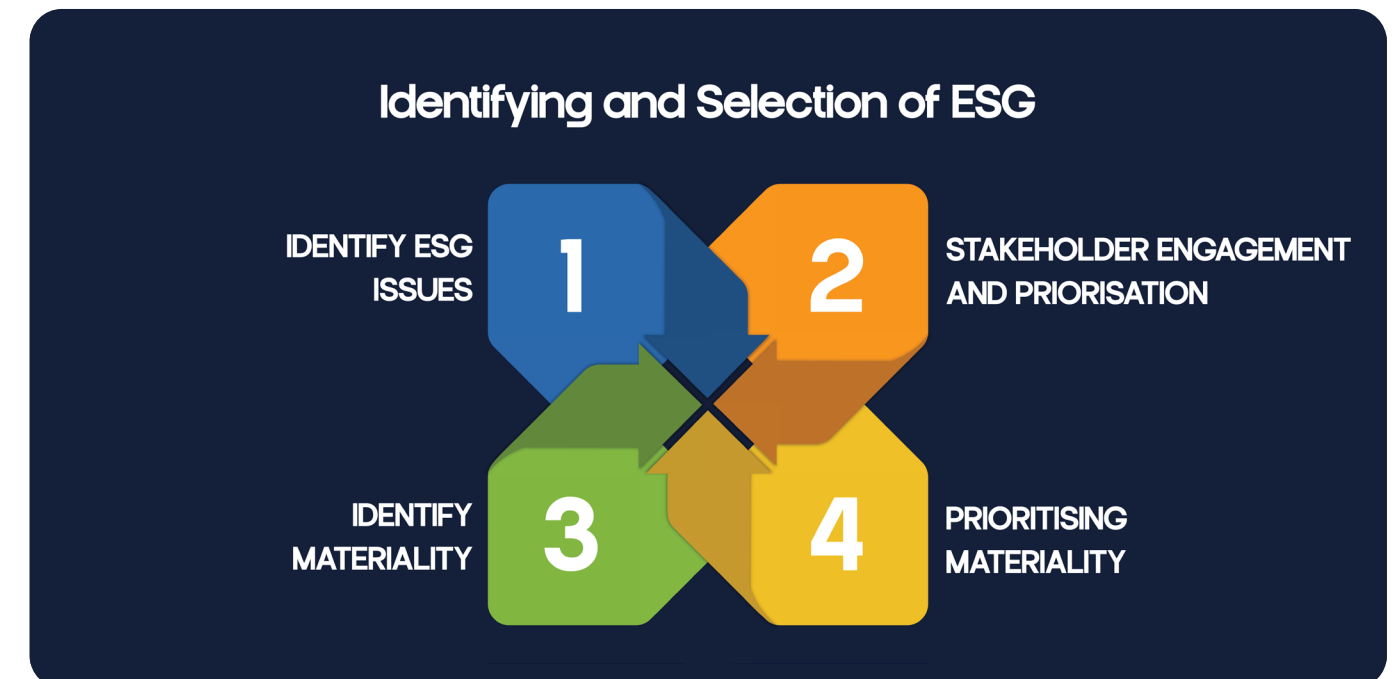 Identifying and Selection of ESG
IDENTIFY ESG
ISSUES
1
2
STAKEHOLDER ENGAGEMENT
AND PRIORISATION
IDENTIFY
MATERIALITY
3
4
PRIORITISING
MATERIALITY